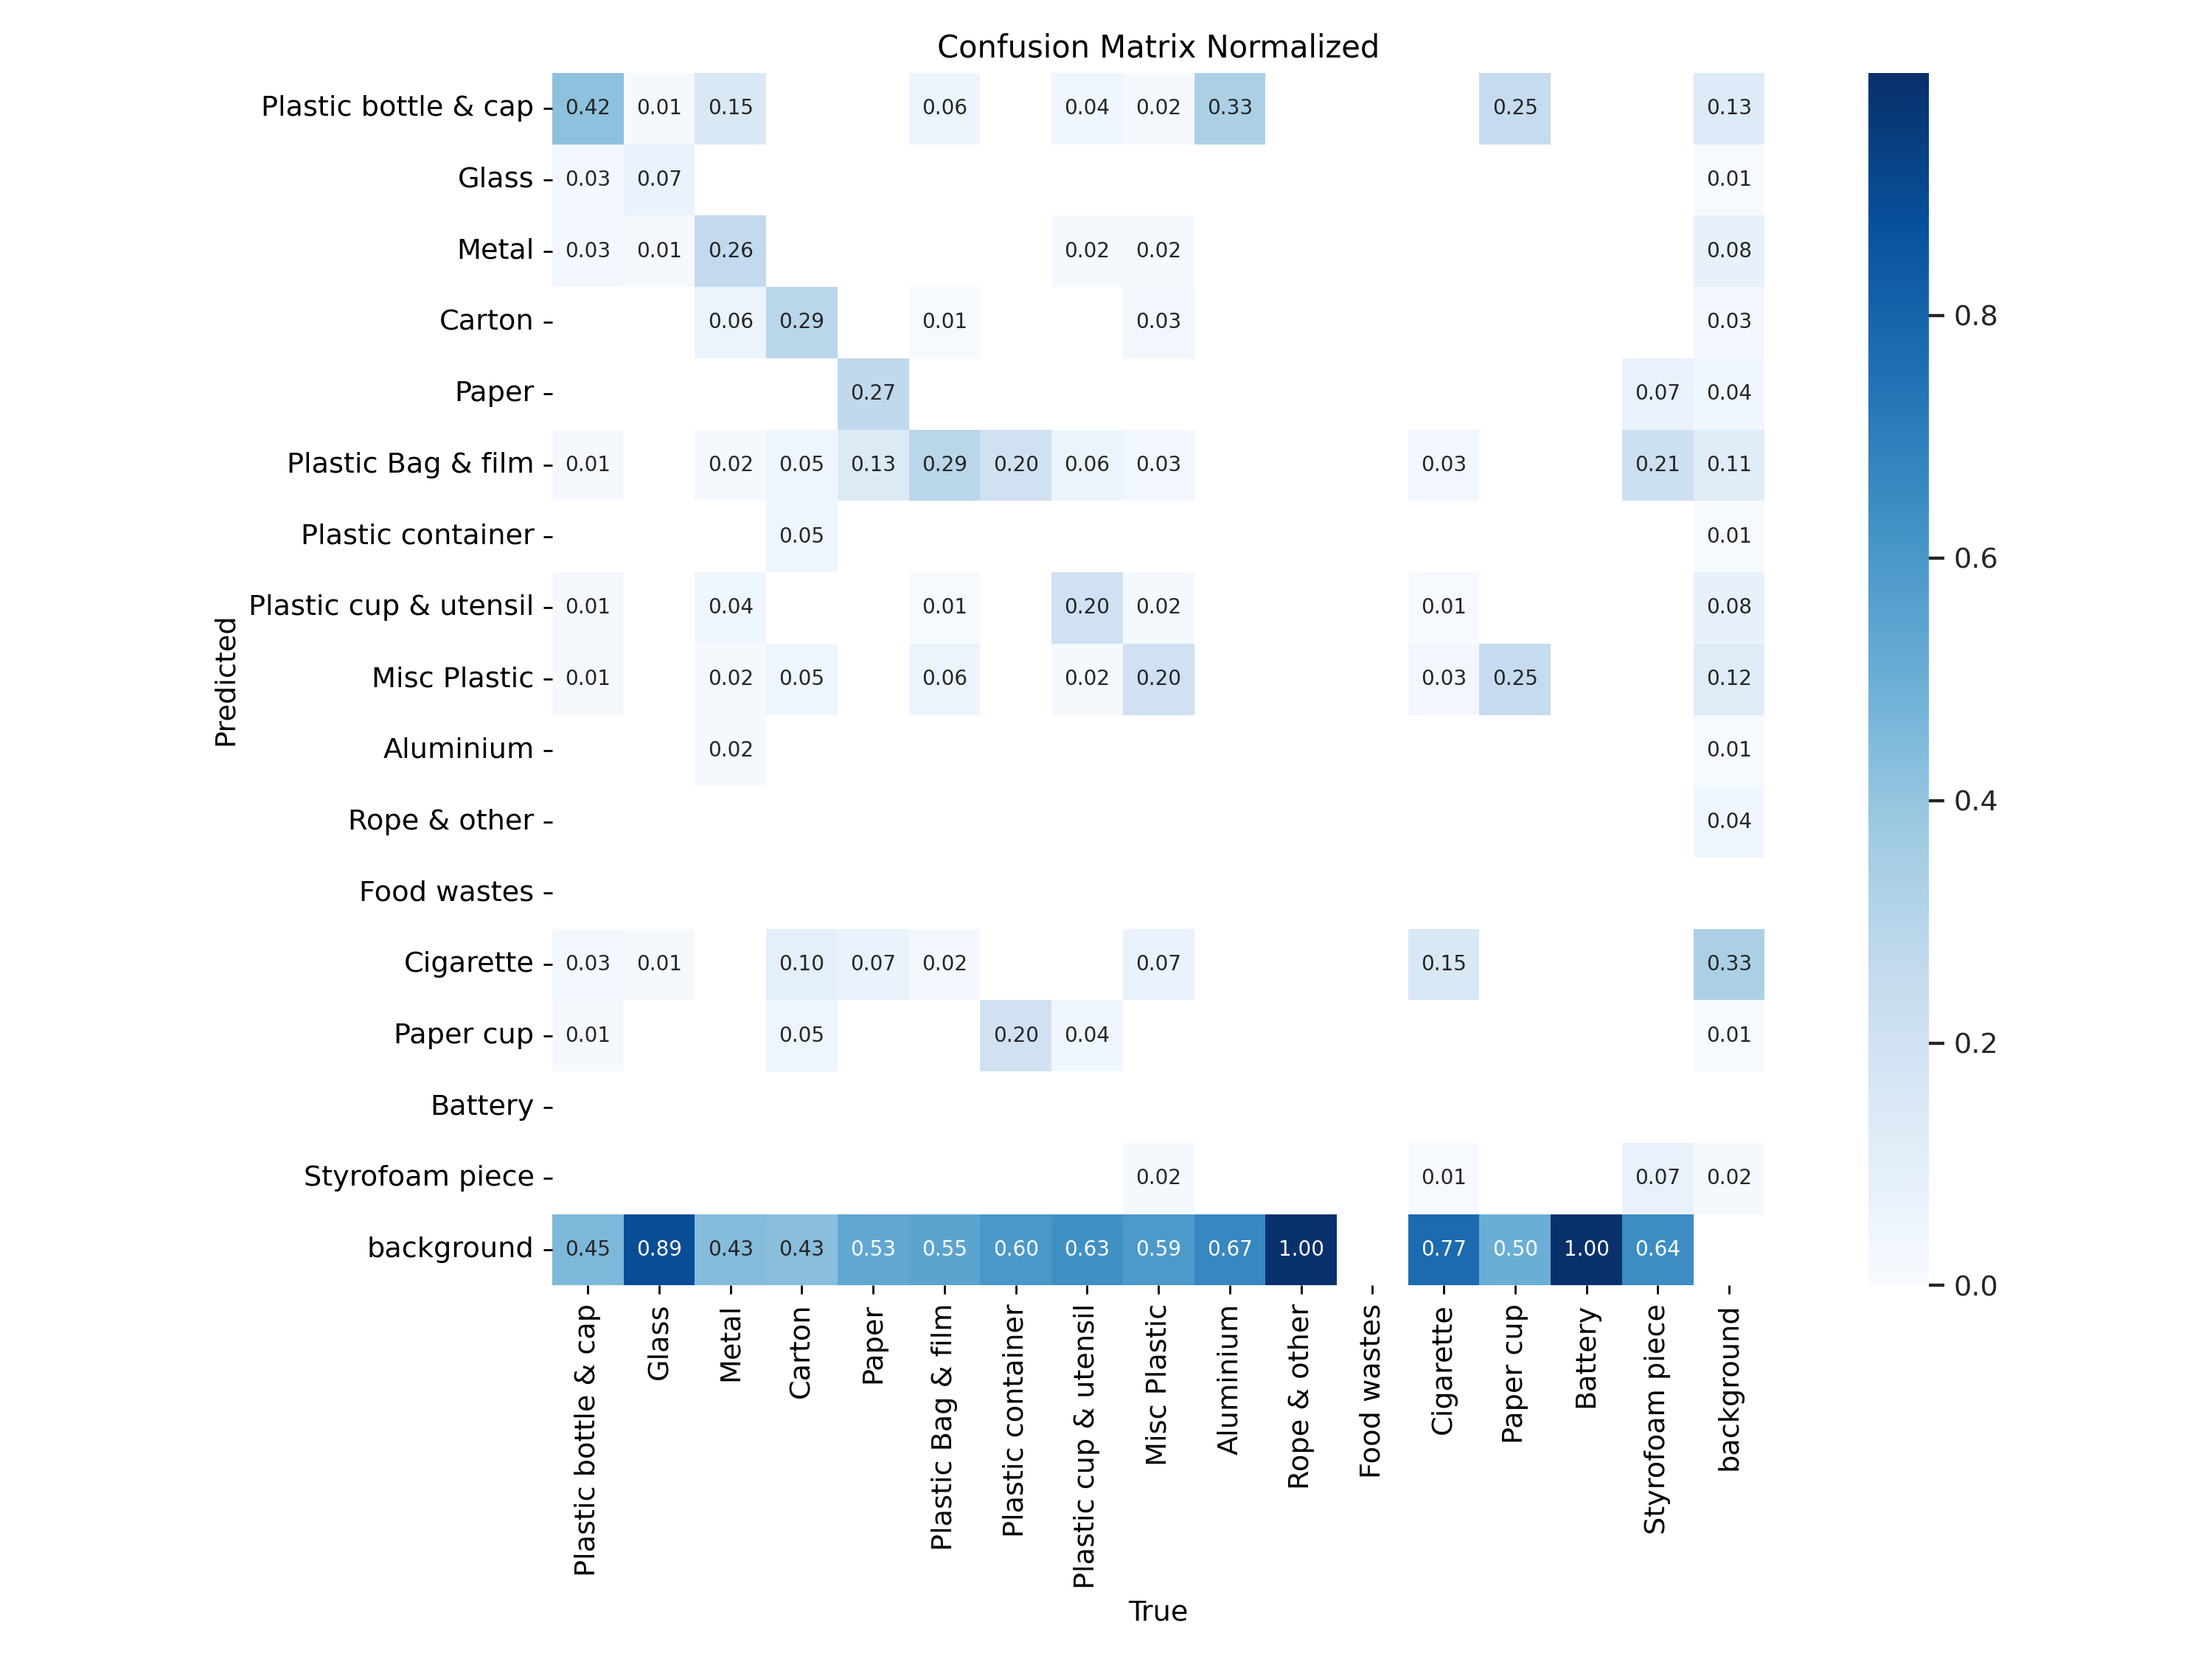 Confusion Matrix Normalized
Plastic bottle & cap 0.42 0.01 0.15 0.06 0.04 0.02 0.33 0.25 0.13
Glass 0.03 0.07 0.01
Metal 0.03 0.01 0.26 0.02 0.02 0.08
Carton 0.06 0.29 0.01 0.03 0.03
Paper 0.27 0.07 0.04
Plastic Bag & film 0.01 0.02 0.05 0.13 0.29 0.20 0.06 0.03 0.03 0.21 0.11
Plastic container 0.05 0.01
Plastic cup & utensil 0.01 0.04 0.01 0.20 0.02 0.01 0.08
Misc Plastic 0.01 0.02 0.05 0.06 0.02 0.20 0.03 0.25 0.12
Aluminium 0.02 0.01
Rope & other 0.04
Food wastes
Cigarette 0.03 0.01 0.10 0.07 0.02 0.07 0.15 0.33
Paper cup 0.01 0.05 0.20 0.04 0.01
Battery
Styrofoam piece 0.02 0.01 0.07 0.02
background 0.45 0.89 0.43 0.43 0.53 0.55 0.60 0.63 0.59 0.67 1.00 0.77 0.50 1.00 0.64
Predicted
Plastic bottle & cap
Glass
Metal
Carton
Paper
Plastic Bag & film
Plastic container
Plastic cup & utensil
Misc Plastic
Aluminium
Rope & other
Food wastes
Cigarette
Paper cup
Battery
Styrofoam piece
background
True
0.8
0.6
0.4
0.2
0.0